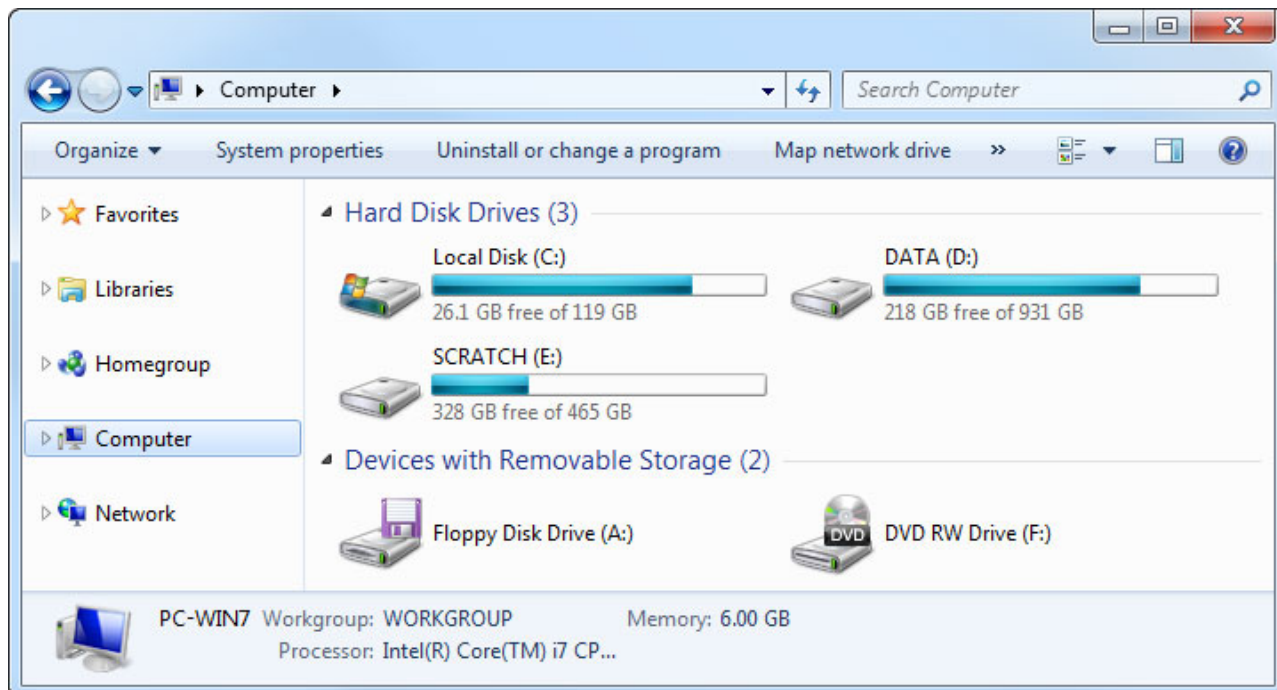 Computer
Search Computer
Organize System properties Uninstall or change a program Map network drive »
Favorites
Libraries
Homegroup
Computer
Network
Hard Disk Drives (3)
Local Disk (C:)
26.1 GB free of 119 GB
DATA (D:)
218 GB free of 931 GB
SCRATCH (E:)
328 GB free of 465 GB
Devices with Removable Storage (2)
Floppy Disk Drive (A:)
DVD
DVD RW Drive (F:)
PC-WIN7 Workgroup: WORKGROUP Memory: 6.00 GB
Processor: Intel(R) Core(TM) i7 CP...